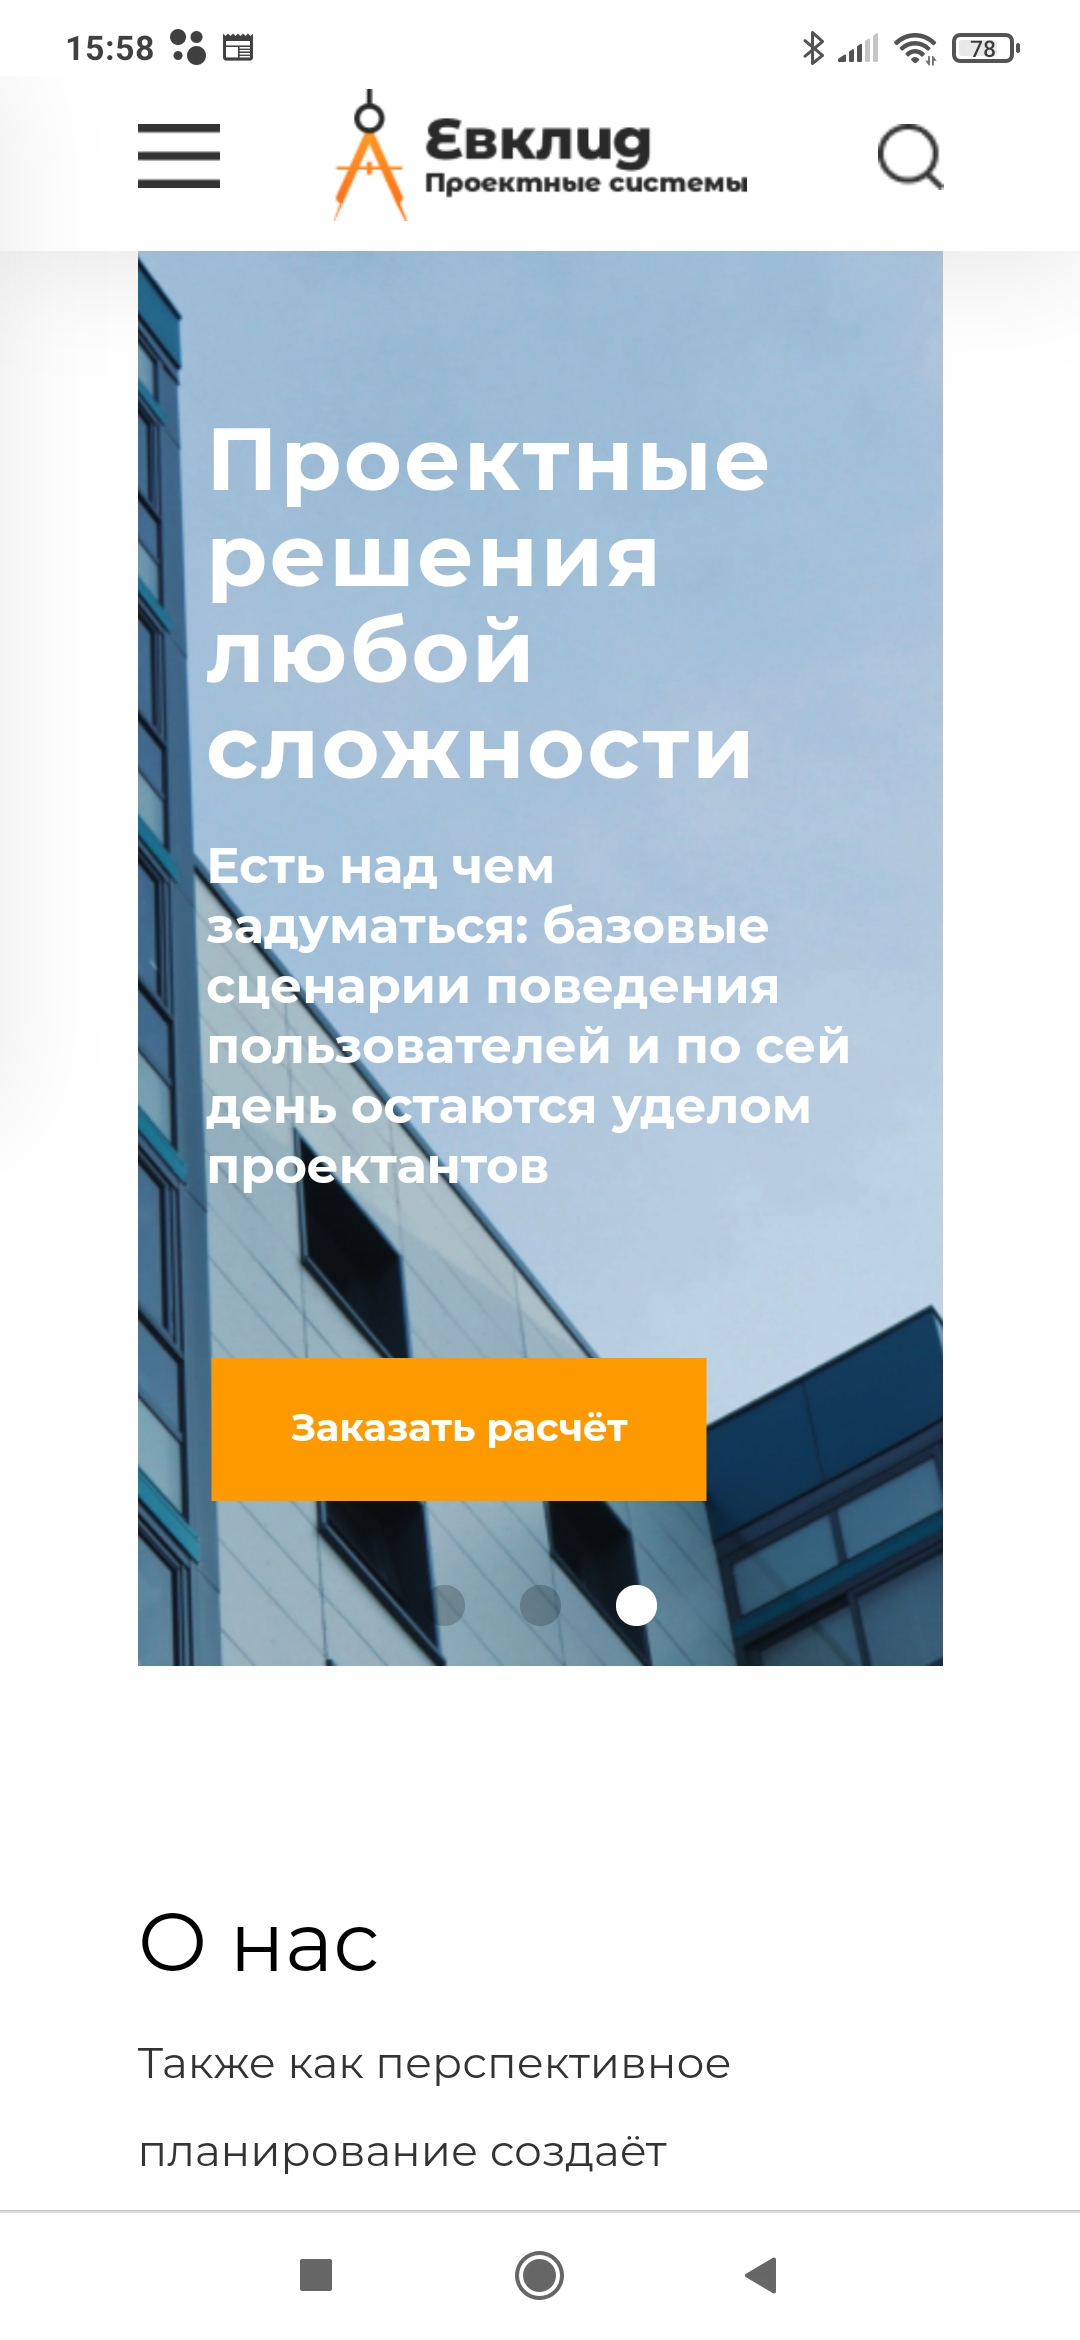 15:58
78
Евклид
Проектные системы
Проектные
решения
любой
сложности
Есть над чем
задуматься: базовые
сценарии поведения
пользователей и по сей
день остаются уделом
проектантов
Заказать расчёт
О нас
Также как перспективное
планирование создаёт